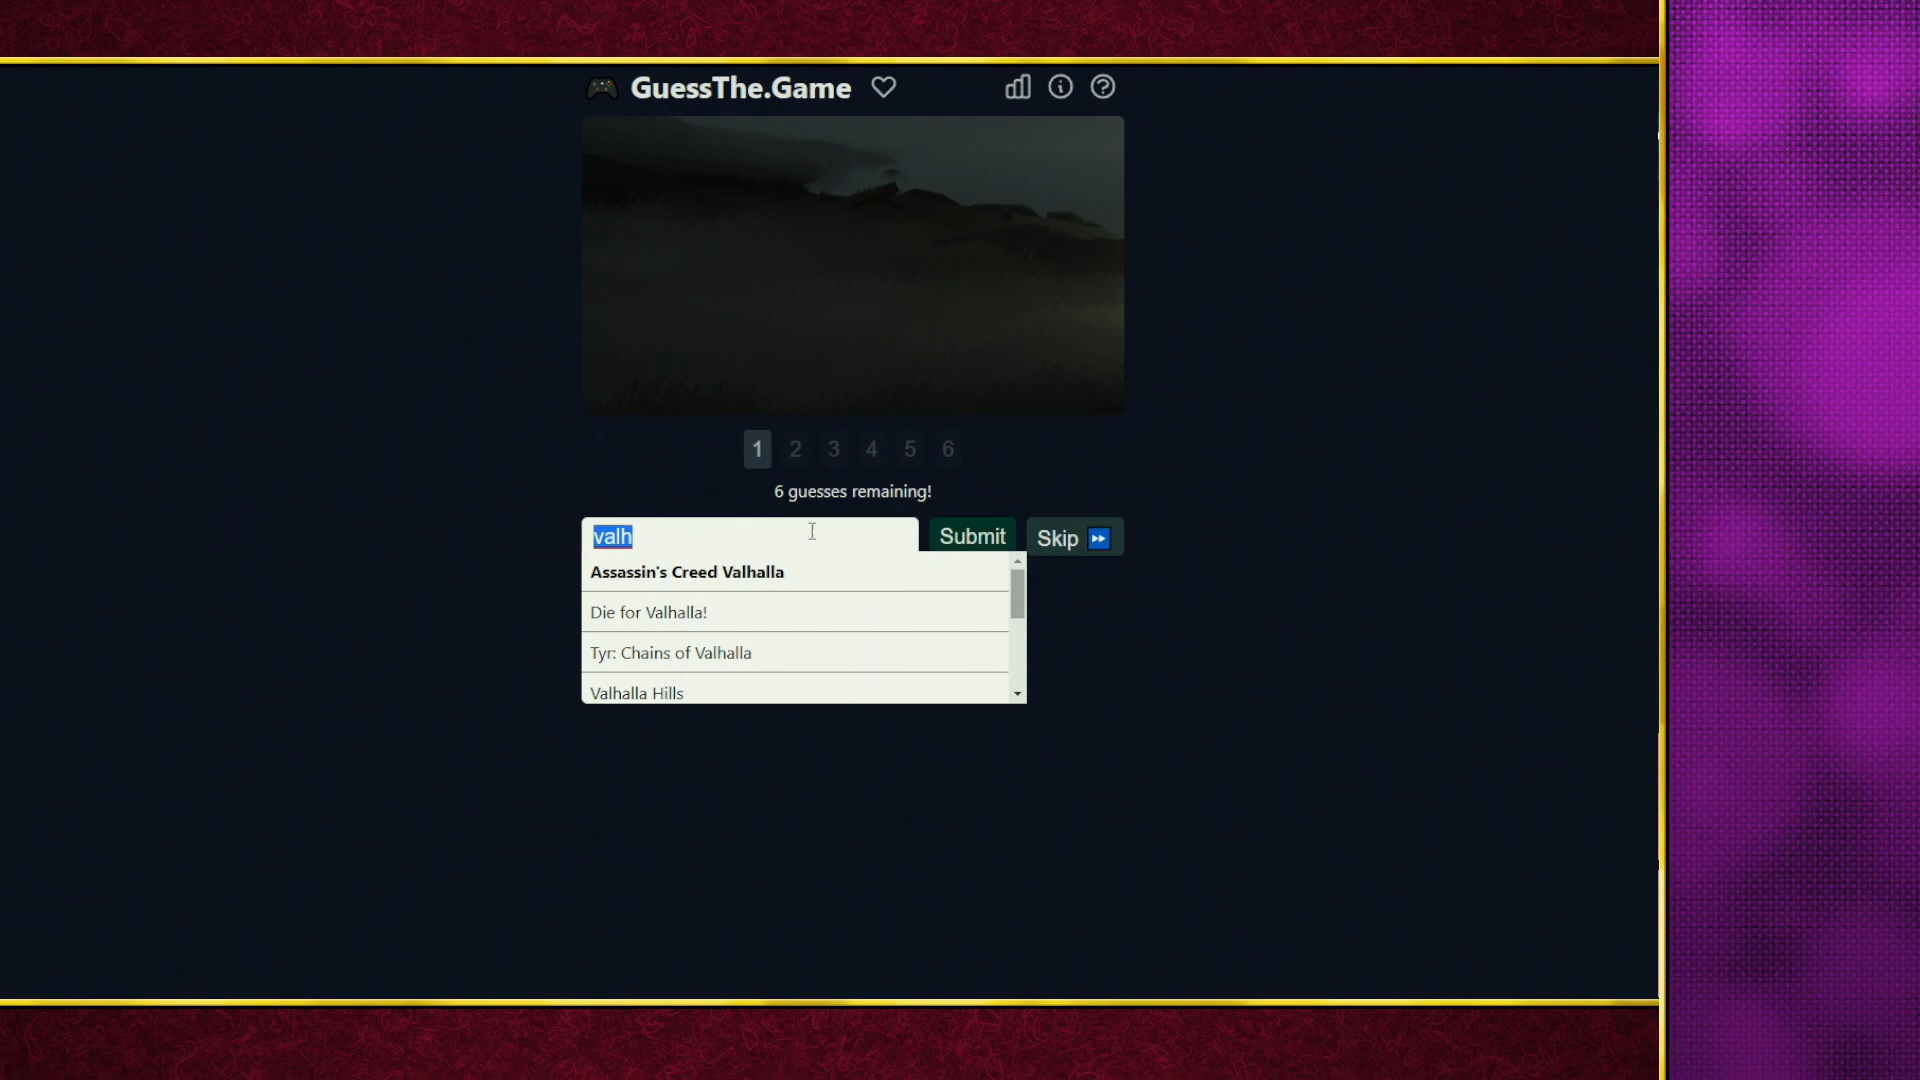 GuessThe.Game
1 2 3 4 5 6
6 guesses remaining!
valh
Submit
Skip
Assassin's Creed Valhalla
Die for Valhalla!
Tyr: Chains of Valhalla
Valhalla Hills